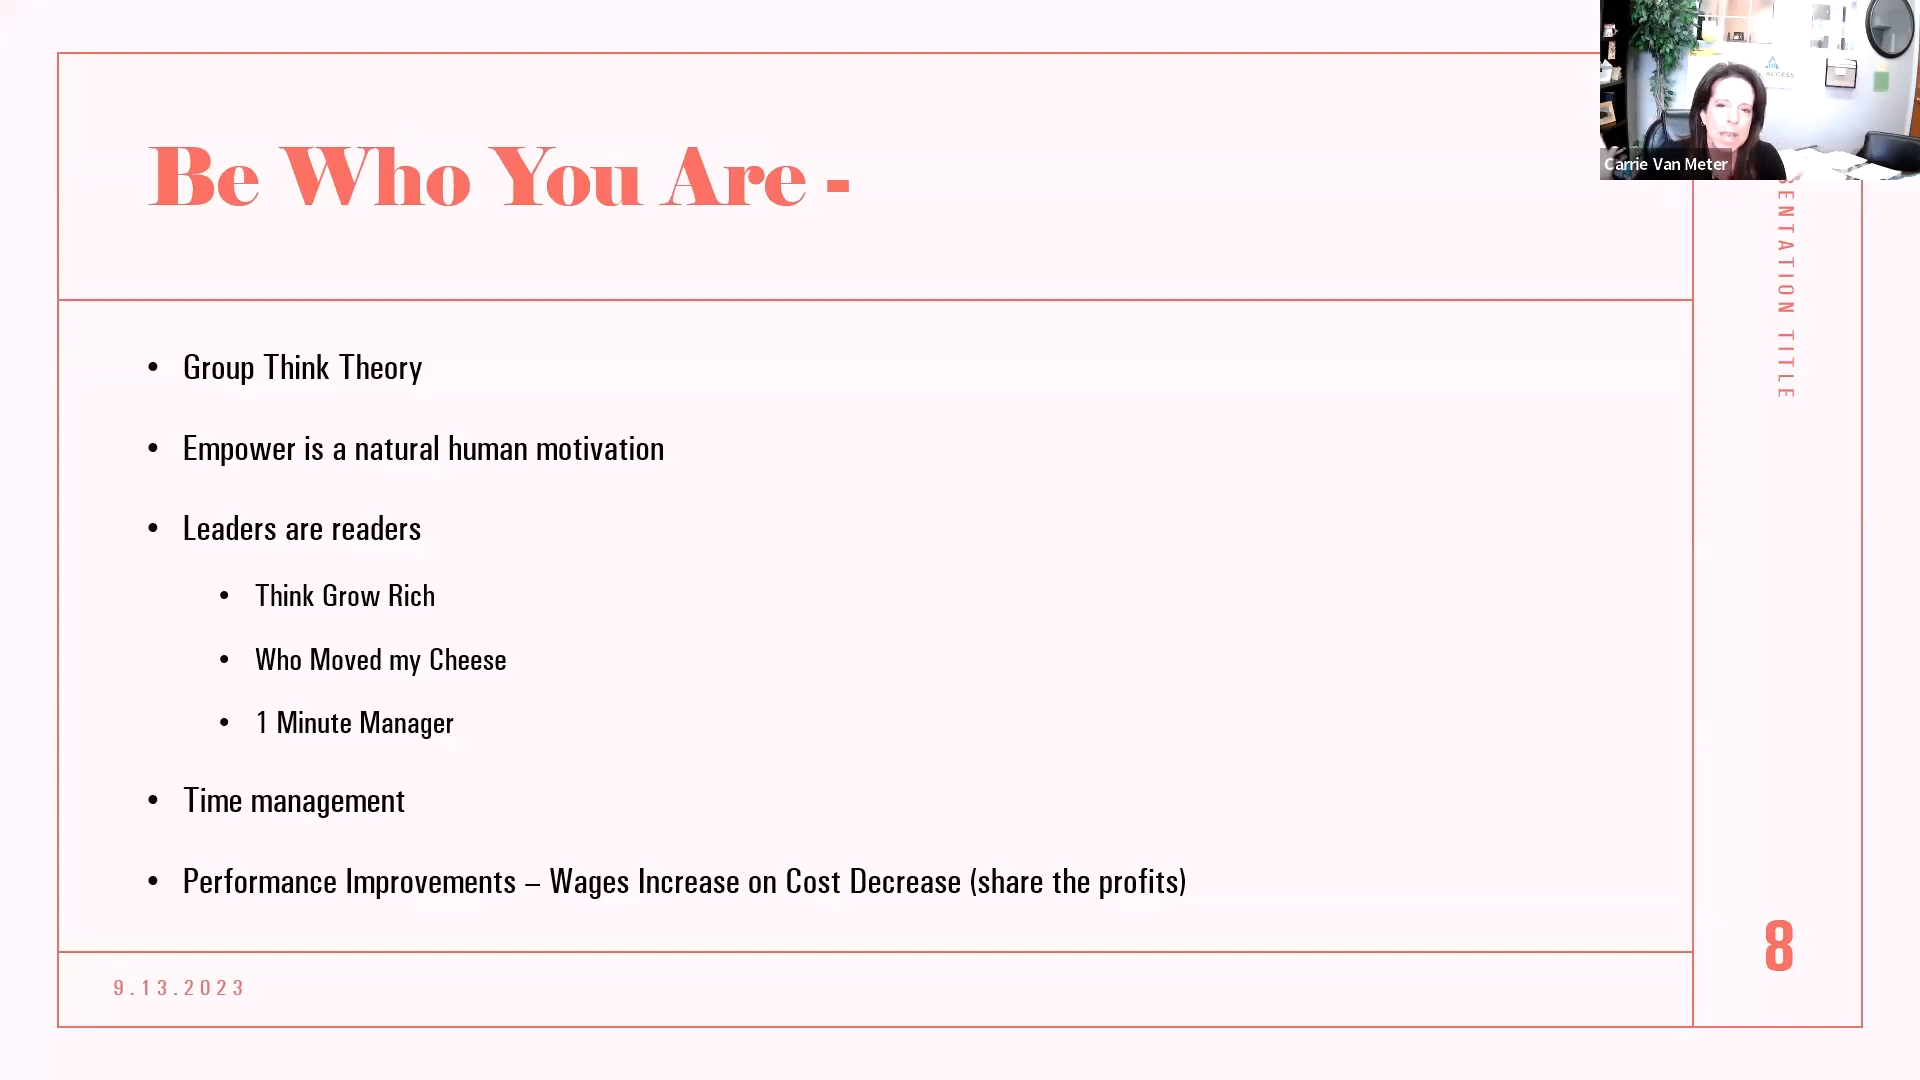 Be Who You Are -
• Group Think Theory
• Empower is a natural human motivation
• Leaders are readers
• Think Grow Rich
• Who Moved my Cheese
• 1 Minute Manager
• Time management
• Performance Improvements – Wages Increase on Cost Decrease (share the profits)
9.13.2023
8
TITLE
ACCESS
Carrie Van Meter